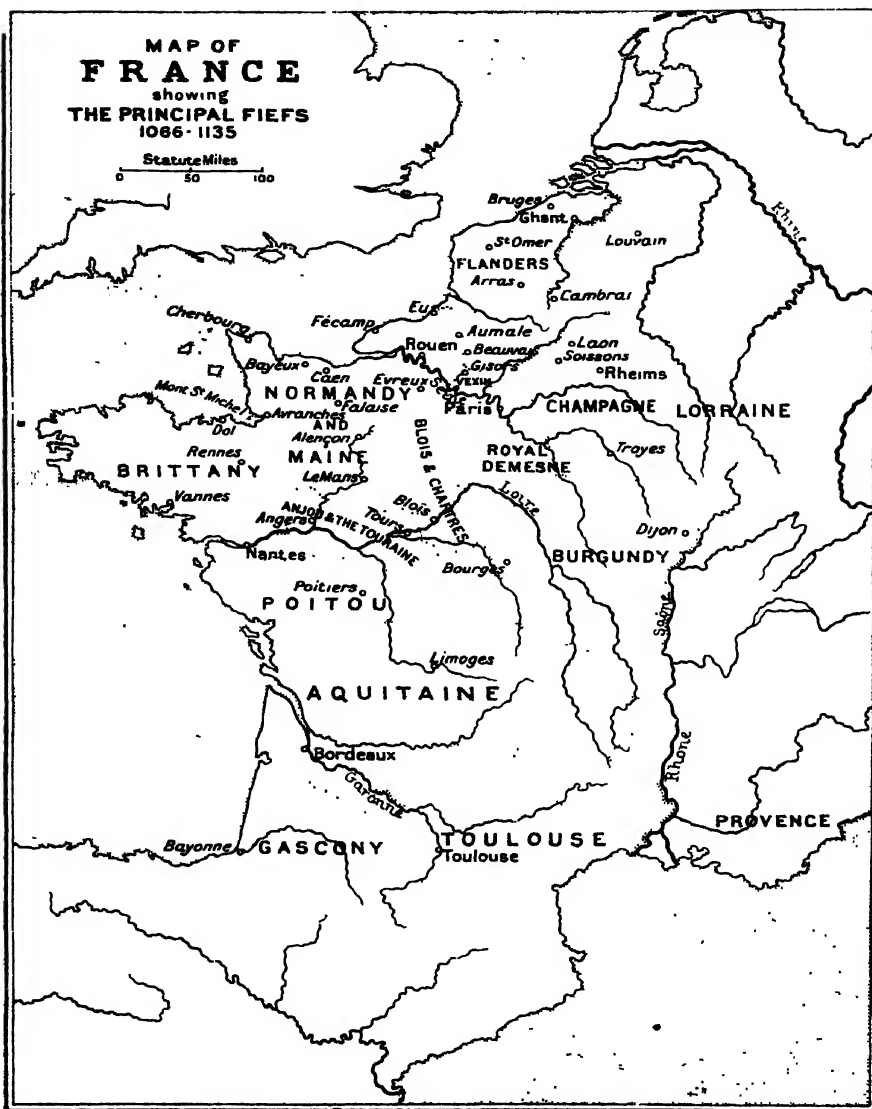 MAP OF
FRANCE
showing
THE PRINCIPAL FIEFS
1066-1135
Statute Miles
0 50 100
Rhine
Bruges
Ghent
St Omer
Louvain
FLANDERS
Arras
Cambrai
Eu
Cherbourg
Fécamp
Aumale
Rouen
Beauvais
Laon
Soissons
Gisors
Rheims
Bayeux
Caen
Evreux
Seine
VEXIN
NORMANDY
Paris
CHAMPAGNE
LORRAINE
Mont St Michel
Avranches
Falaise
AND
Dol
Alençon
MAINE
BLOIS & CHARTRES
ROYAL
DEMESNE
Troyes
Rennes
BRITTANY
Le Mans
Loire
Vannes
Blois
ANJOU & THE TOURAINE
Angers
Tours
Dijon
Nantes
Bourges
BURGUNDY
Poitiers
POITOU
Saône
Limoges
AQUITAINE
Bordeaux
Garonne
Rhone
PROVENCE
Bayonne
GASCONY
TOULOUSE
Toulouse